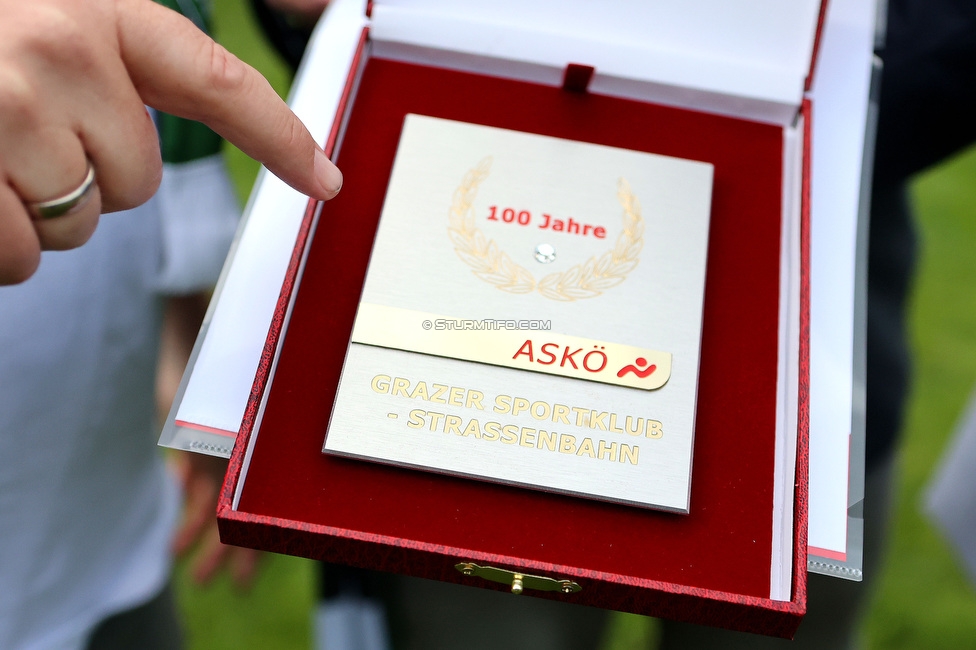 100 Jahre
© STURMTIFO.COM
ASKÖ
GRAZER SPORTKLUB
- STRASSENBAHN